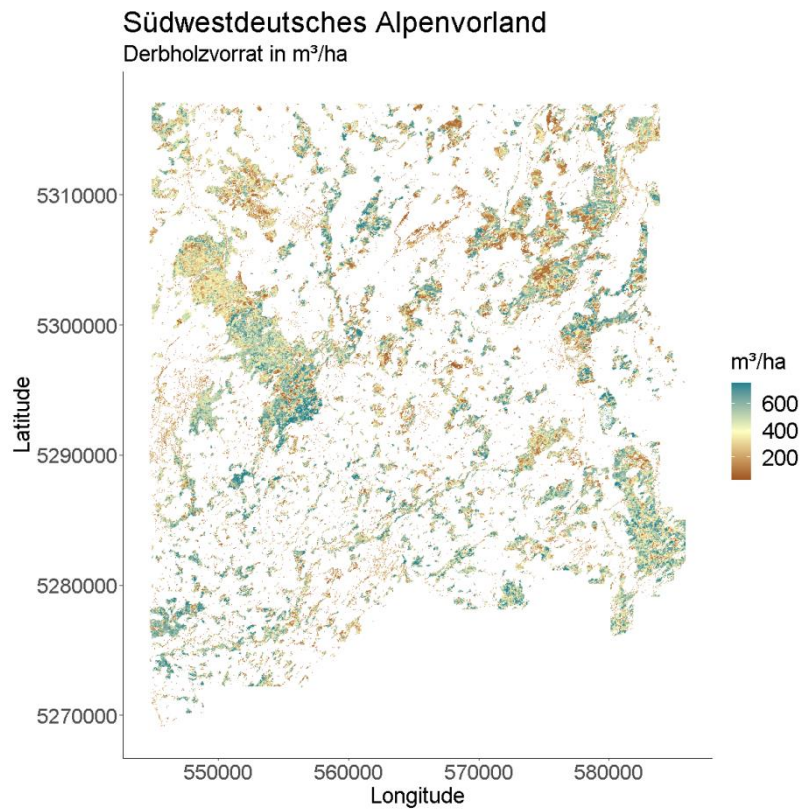 Südwestdeutsches Alpenvorland
Derbholzvorrat in m³/ha
5310000
5300000
5290000
5280000
5270000
Latitude
550000 560000 570000 580000
Longitude
m³/ha
600
400
200